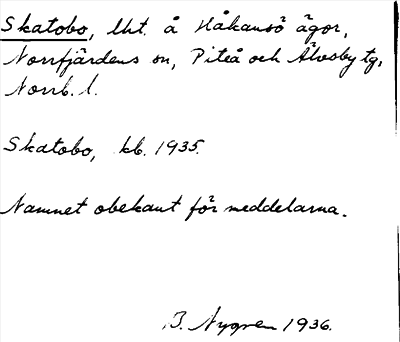 Skatobo, lht. å Håkansö ägor,
Norrfjärdens sn, Piteå och Älvsby tg,
Norrb. l.
Skatobo, kb. 1935.
Namnet obekant för meddelarna.
B. Nygren 1936.